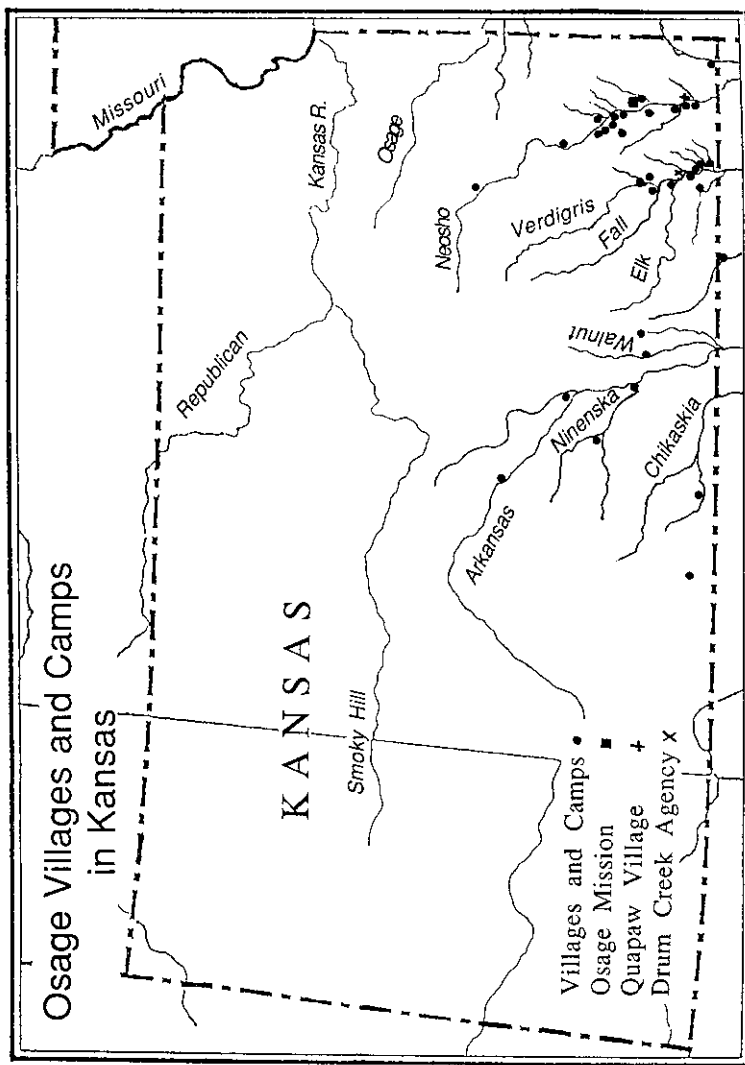 Osage Villages and Camps
in Kansas
Missouri
Kansas R.
Republican
Osage
KANSAS
Smoky Hill
Neosho
Verdigris
Fall
Elk
Walnut
Arkansas
Ninenska
Chikaskia
Villages and Camps
Osage Mission
Quapaw Village
Drum Creek Agency